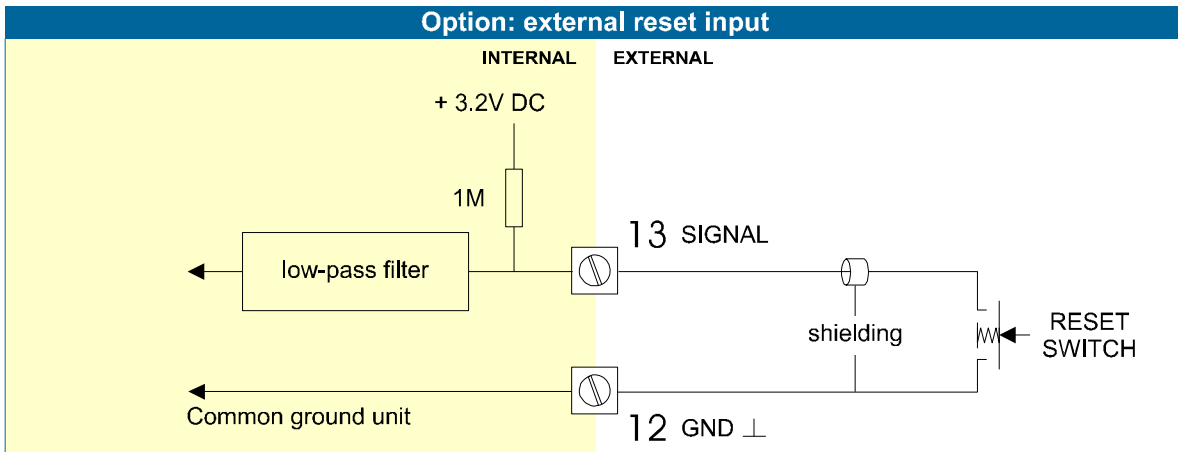 Option: external reset input
INTERNAL EXTERNAL
+ 3.2V DC
1M
13 SIGNAL
low-pass filter
shielding
RESET
SWITCH
Common ground unit
12 GND ⊥